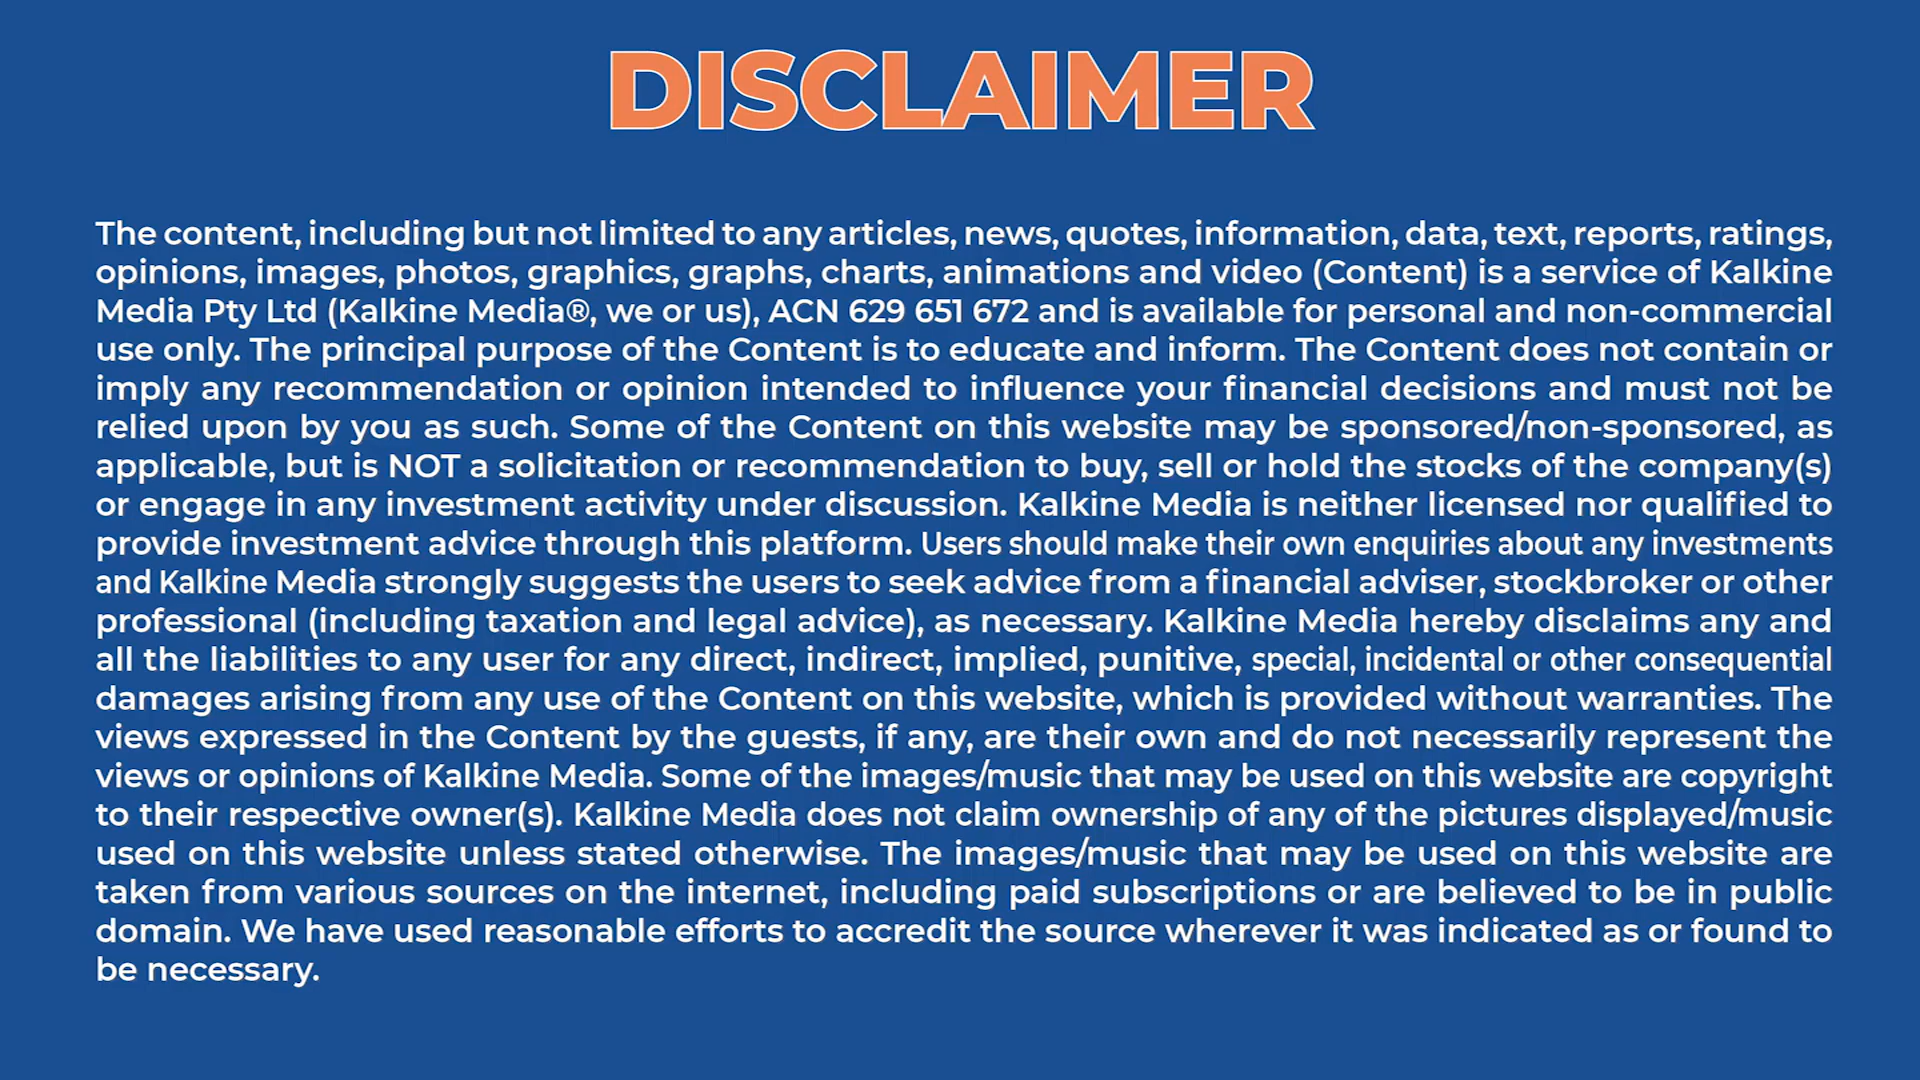 DISCLAIMER
The content, including but not limited to any articles, news, quotes, information, data, text, reports, ratings,
opinions, images, photos, graphics, graphs, charts, animations and video (Content) is a service of Kalkine
Media Pty Ltd (Kalkine Media®, we or us), ACN 629 651 672 and is available for personal and non-commercial
use only. The principal purpose of the Content is to educate and inform. The Content does not contain or
imply any recommendation or opinion intended to influence your financial decisions and must not be
relied upon by you as such. Some of the Content on this website may be sponsored/non-sponsored, as
applicable, but is NOT a solicitation or recommendation to buy, sell or hold the stocks of the company(s)
or engage in any investment activity under discussion. Kalkine Media is neither licensed nor qualified to
provide investment advice through this platform. Users should make their own enquiries about any investments
and Kalkine Media strongly suggests the users to seek advice from a financial adviser, stockbroker or other
professional (including taxation and legal advice), as necessary. Kalkine Media hereby disclaims any and
all the liabilities to any user for any direct, indirect, implied, punitive, special, incidental or other consequential
damages arising from any use of the Content on this website, which is provided without warranties. The
views expressed in the Content by the guests, if any, are their own and do not necessarily represent the
views or opinions of Kalkine Media. Some of the images/music that may be used on this website are copyright
to their respective owner(s). Kalkine Media does not claim ownership of any of the pictures displayed/music
used on this website unless stated otherwise. The images/music that may be used on this website are
taken from various sources on the internet, including paid subscriptions or are believed to be in public
domain. We have used reasonable efforts to accredit the source wherever it was indicated as or found to
be necessary.